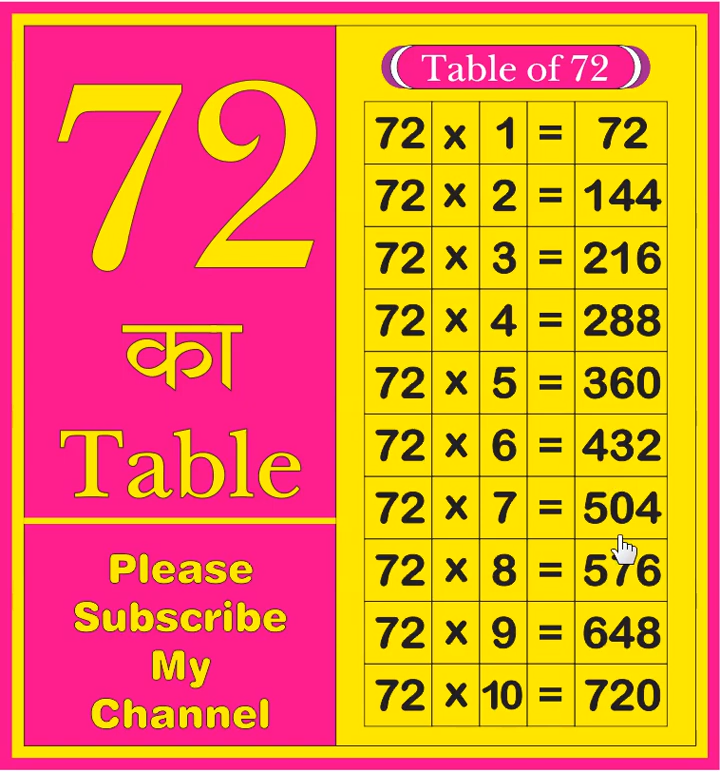 72
का
Table
Please
Subscribe
My
Channel
Table of 72
72 x 1 = 72
72 x 2 = 144
72 x 3 = 216
72 x 4 = 288
72 x 5 = 360
72 x 6 = 432
72 x 7 = 504
72 x 8 = 576
72 x 9 = 648
72 x 10 = 720